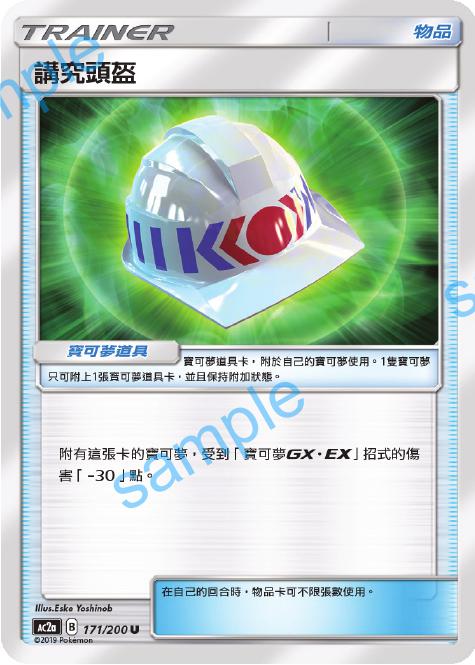 TRAINER
物品
講究頭盔
寶可夢道具
寶可夢道具卡,附於自己的寶可夢使用。1隻寶可夢
只可附上1張寶可夢道具卡,並且保持附加狀態。
附有這張卡的寶可夢,受到「寶可夢GX・EX」招式的傷
害「-30」點。
在自己的回合時,物品卡可不限張數使用。
Illus.Eske Yoshinob
AC2a B 171/200 U
©2019 Pokémon
sample
sample
sample